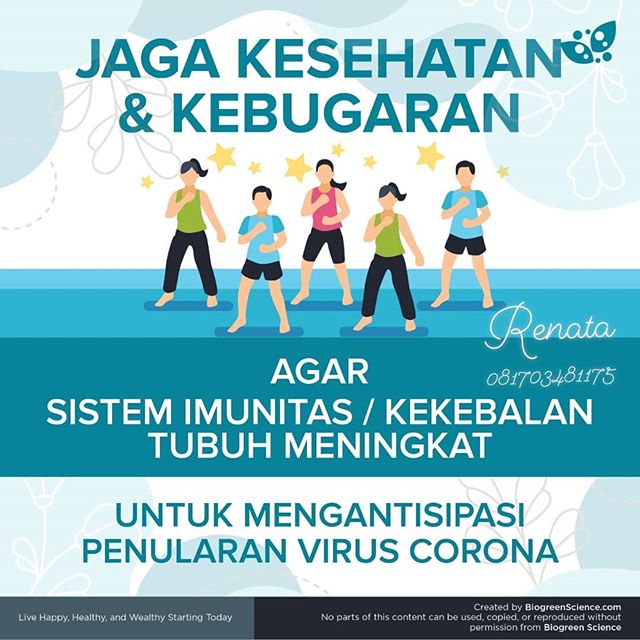 JAGA KESEHATAN
& KEBUGARAN
Renata
081703481175
AGAR
SISTEM IMUNITAS / KEKEBALAN
TUBUH MENINGKAT
UNTUK MENGANTISIPASI
PENULARAN VIRUS CORONA
Live Happy, Healthy, and Wealthy Starting Today
Created by BiogreenScience.com
No parts of this content can be used, copied, or reproduced without
permission from Biogreen Science